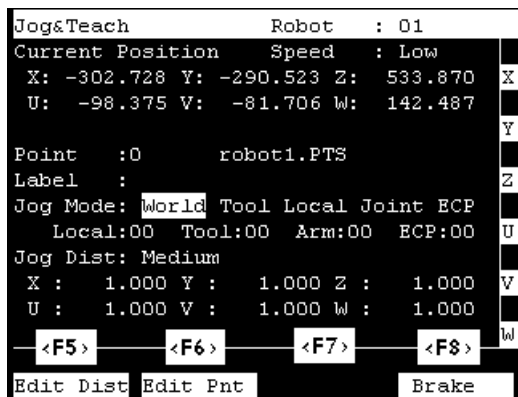 Jog&Teach Robot : 01
Current Position Speed : Low
X: -302.728 Y: -290.523 Z: 533.870 X
U: -98.375 V: -81.706 W: 142.487
Y
Point :0 robot1.PTS
Label : Z
Jog Mode: World Tool Local Joint ECP
Local:00 Tool:00 Arm:00 ECP:00 U
Jog Dist: Medium
X : 1.000 Y : 1.000 Z : 1.000 V
U : 1.000 V : 1.000 W : 1.000
W
<F5> <F6> <F7> <F8>
Edit Dist Edit Pnt Brake